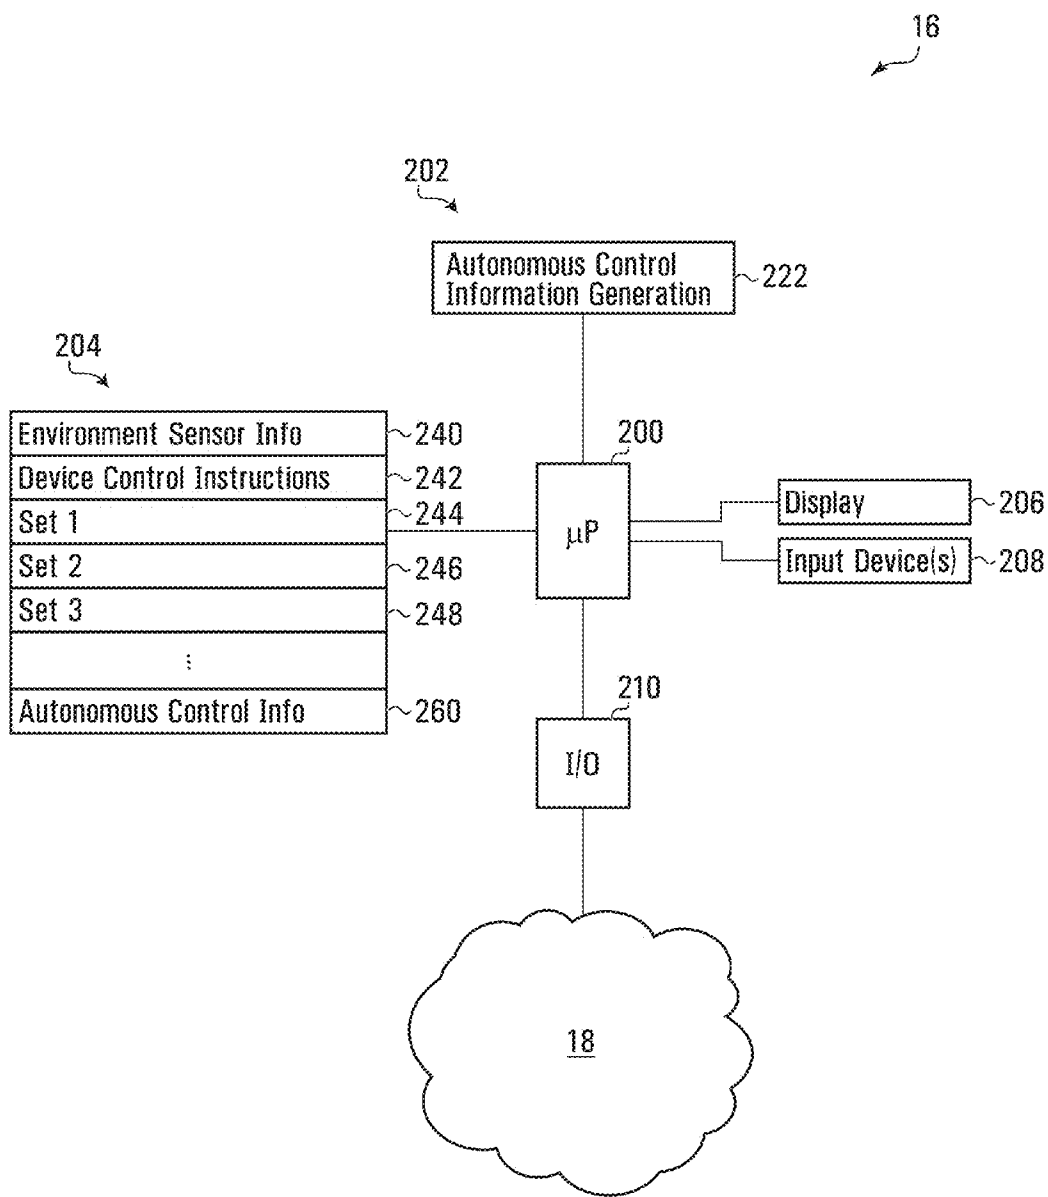 16
202
Autonomous Control
Information Generation
222
204
Environment Sensor Info
240
Device Control Instructions
242
Set 1
244
Set 2
246
Set 3
248
⋮
Autonomous Control Info
260
200
μP
Display
206
Input Device(s)
208
210
I/O
18